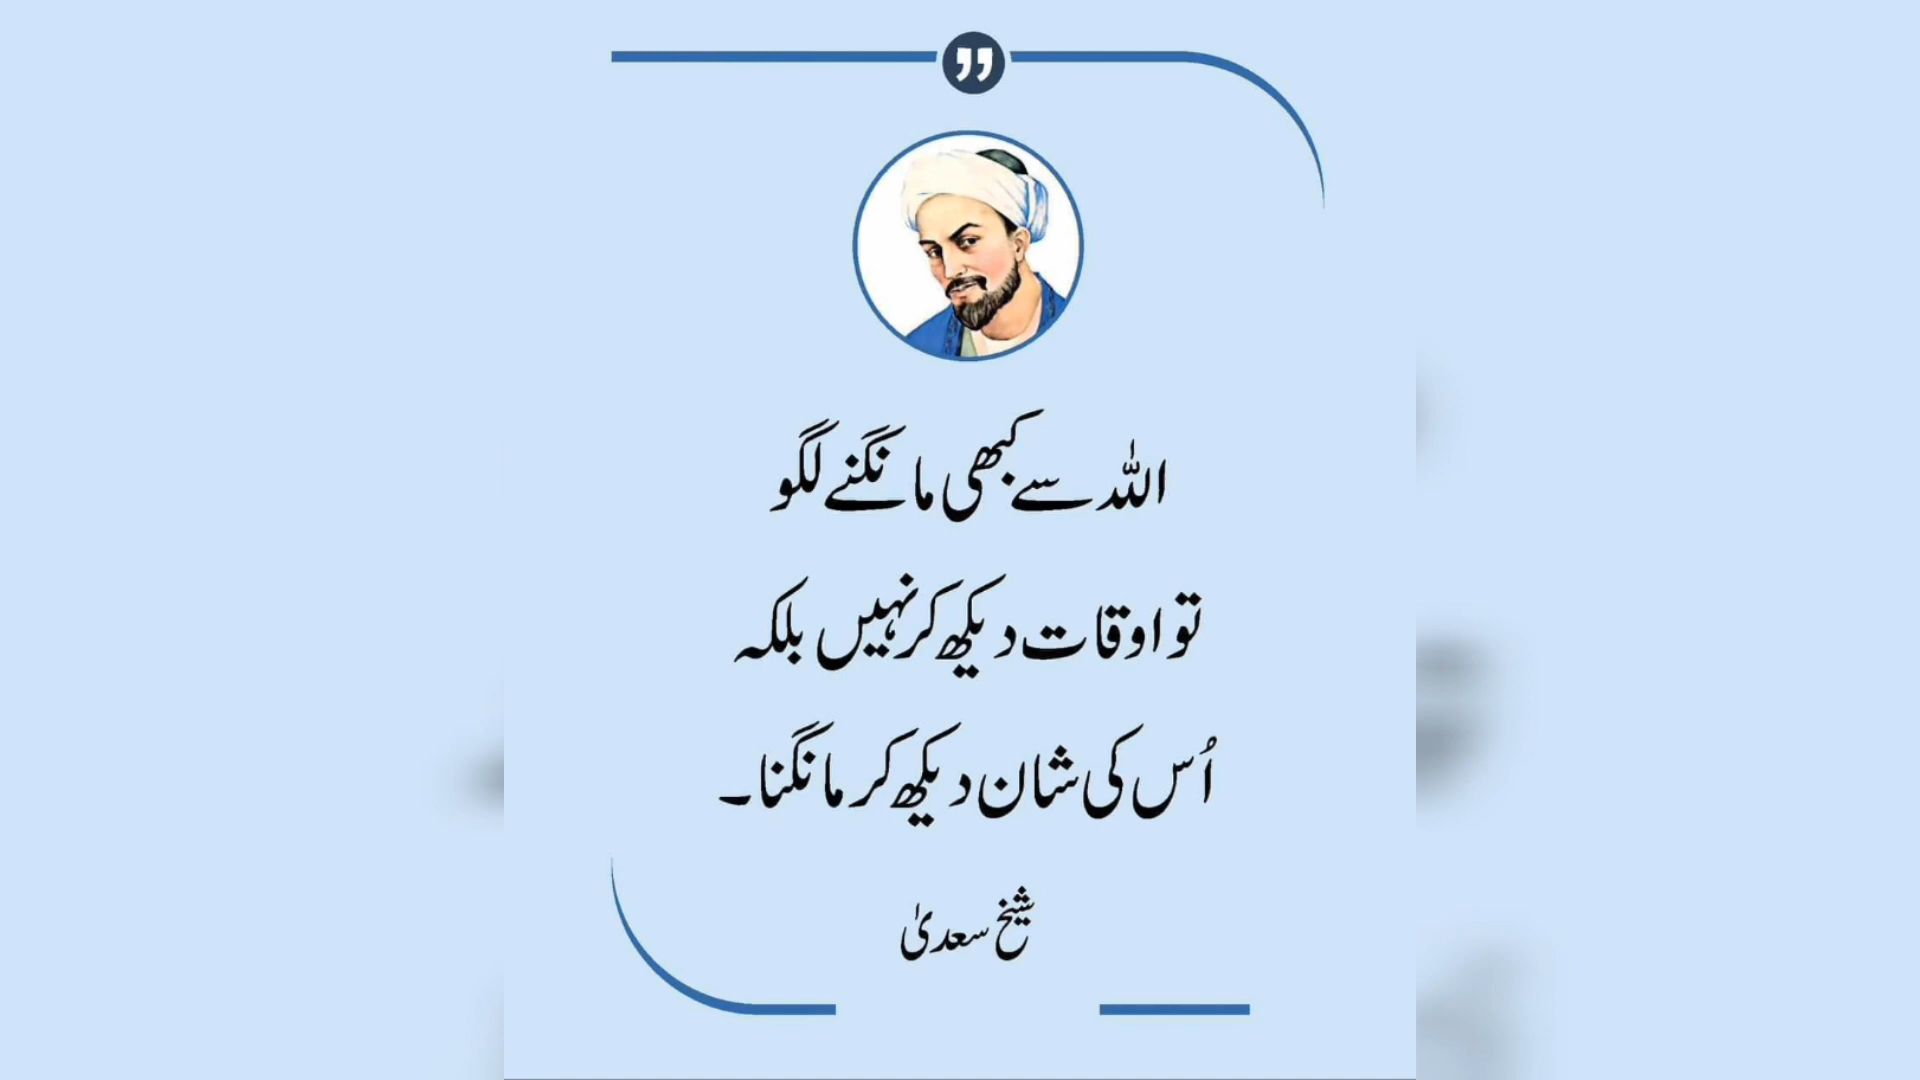 اللہ سے کبھی مانگنے لگو
تو اوقات دیکھ کر نہیں بلکہ
اُس کی شان دیکھ کر مانگنا۔
شیخ سعدیٰ